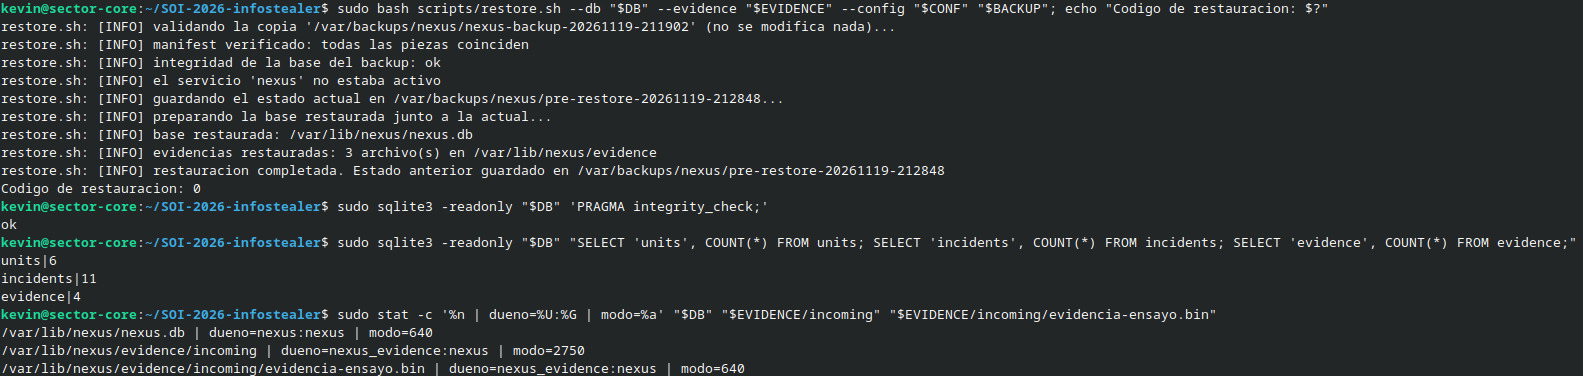 kevin@sector-core:~/SOI-2026-infostealer$ sudo bash scripts/restore.sh --db "$DB" --evidence "$EVIDENCE" --config "$CONF" "$BACKUP"; echo "Codigo de restauracion: $?"
restore.sh: [INFO] validando la copia '/var/backups/nexus/nexus-backup-20261119-211902' (no se modifica nada)...
restore.sh: [INFO] manifest verificado: todas las piezas coinciden
restore.sh: [INFO] integridad de la base del backup: ok
restore.sh: [INFO] el servicio 'nexus' no estaba activo
restore.sh: [INFO] guardando el estado actual en /var/backups/nexus/pre-restore-20261119-212848...
restore.sh: [INFO] preparando la base restaurada junto a la actual...
restore.sh: [INFO] base restaurada: /var/lib/nexus/nexus.db
restore.sh: [INFO] evidencias restauradas: 3 archivo(s) en /var/lib/nexus/evidence
restore.sh: [INFO] restauracion completada. Estado anterior guardado en /var/backups/nexus/pre-restore-20261119-212848
Codigo de restauracion: 0
kevin@sector-core:~/SOI-2026-infostealer$ sudo sqlite3 -readonly "$DB" 'PRAGMA integrity_check;'
ok
kevin@sector-core:~/SOI-2026-infostealer$ sudo sqlite3 -readonly "$DB" "SELECT 'units', COUNT(*) FROM units; SELECT 'incidents', COUNT(*) FROM incidents; SELECT 'evidence', COUNT(*) FROM evidence;"
units|6
incidents|11
evidence|4
kevin@sector-core:~/SOI-2026-infostealer$ sudo stat -c '%n | dueno=%U:%G | modo=%a' "$DB" "$EVIDENCE/incoming" "$EVIDENCE/incoming/evidencia-ensayo.bin"
/var/lib/nexus/nexus.db | dueno=nexus:nexus | modo=640
/var/lib/nexus/evidence/incoming | dueno=nexus_evidence:nexus | modo=2750
/var/lib/nexus/evidence/incoming/evidencia-ensayo.bin | dueno=nexus_evidence:nexus | modo=640